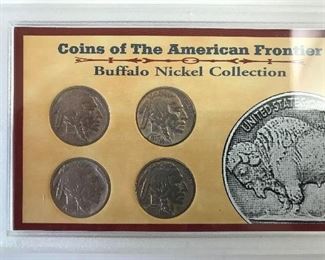 Coins of The American Frontier
Buffalo Nickel Collection
UNITED STATES O